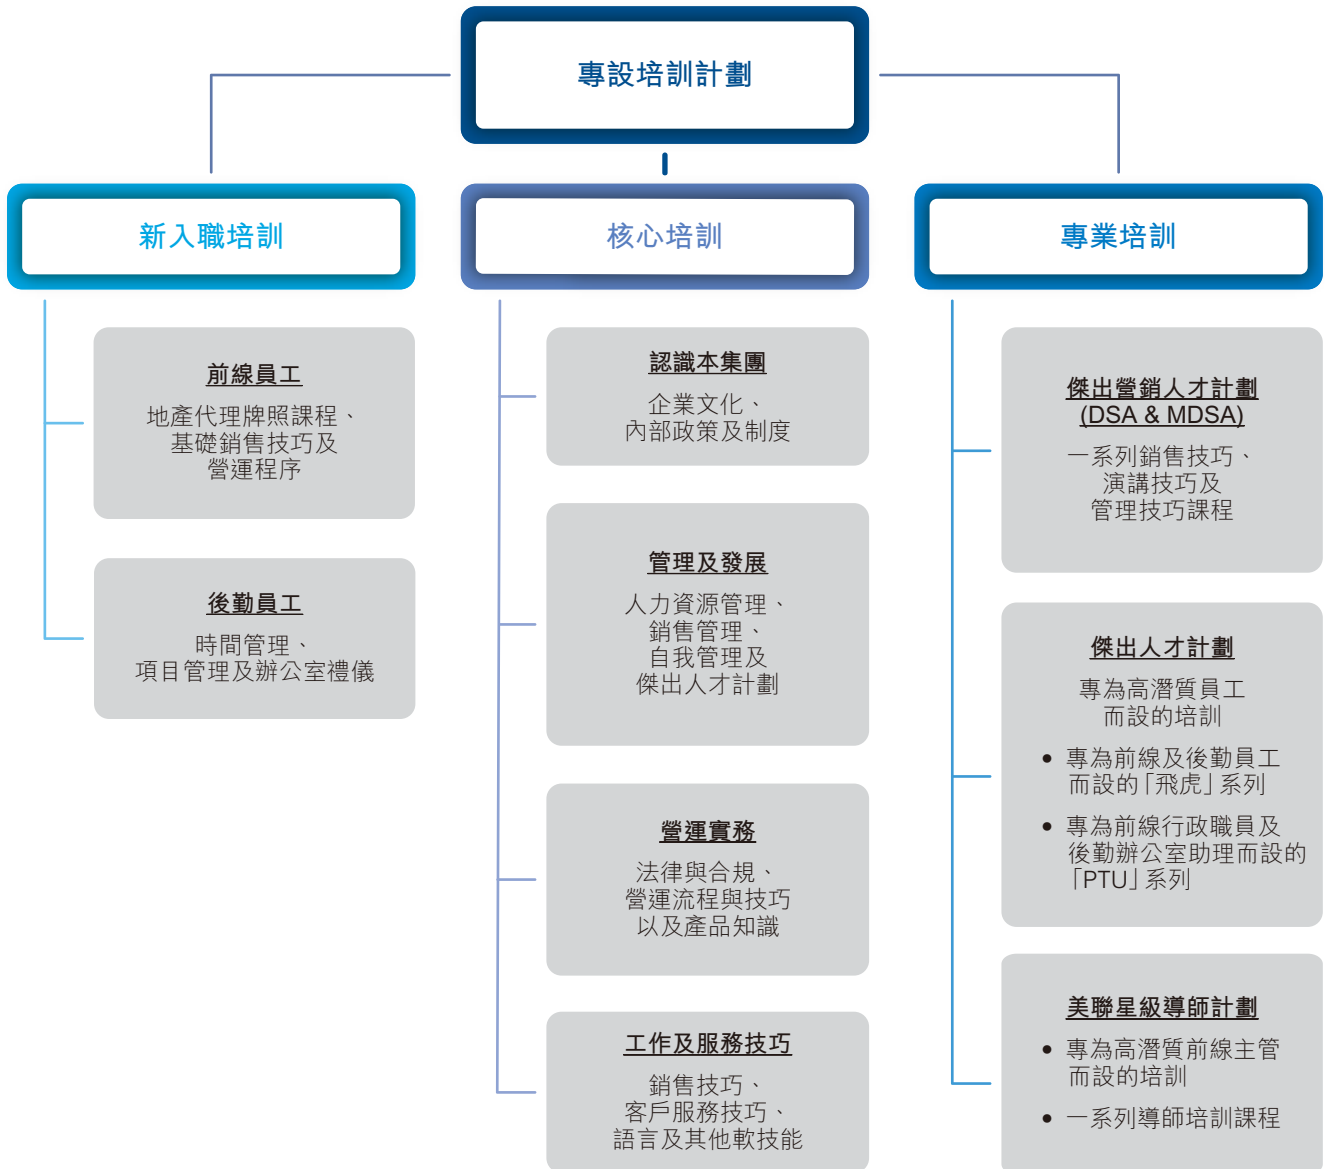 專設培訓計劃
新入職培訓
前線員工
地產代理牌照課程、
基礎銷售技巧及
營運程序
後勤員工
時間管理、
項目管理及辦公室禮儀
核心培訓
認識本集團
企業文化、
內部政策及制度
管理及發展
人力資源管理、
銷售管理、
自我管理及
傑出人才計劃
營運實務
法律與合規、
營運流程與技巧
以及產品知識
工作及服務技巧
銷售技巧、
客戶服務技巧、
語言及其他軟技能
專業培訓
傑出營銷人才計劃
(DSA & MDSA)
一系列銷售技巧、
演講技巧及
管理技巧課程
傑出人才計劃
專為高潛質員工
而設的培訓
• 專為前線及後勤員工
而設的「飛虎」系列
• 專為前線行政職員及
後勤辦公室助理而設的
「PTU」系列
美聯星級導師計劃
• 專為高潛質前線主管
而設的培訓
• 一系列導師培訓課程